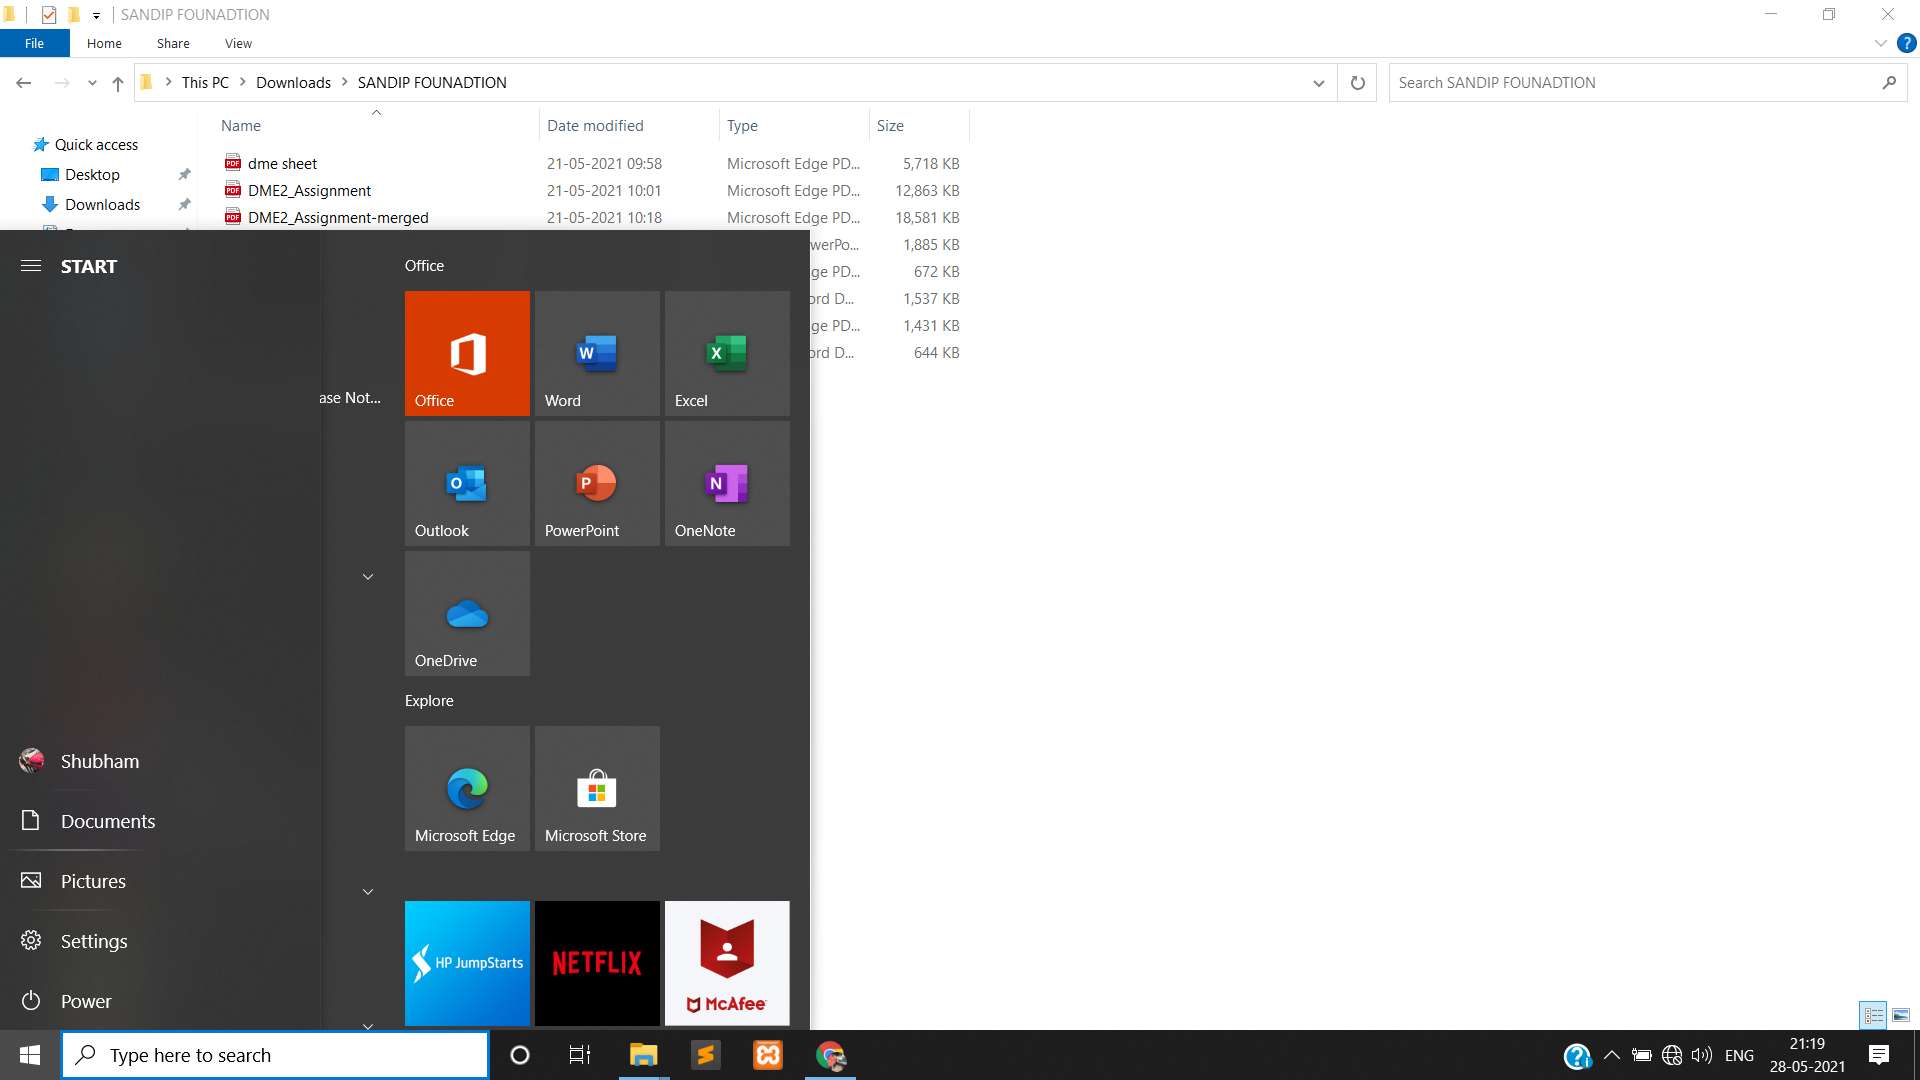 SANDIP FOUNADTION
File Home Share View
This PC Downloads SANDIP FOUNADTION
Search SANDIP FOUNADTION
Name Date modified Type Size
Quick access
Desktop
Downloads
dme sheet 21-05-2021 09:58 Microsoft Edge PD... 5,718 KB
DME2_Assignment 21-05-2021 10:01 Microsoft Edge PD... 12,863 KB
DME2_Assignment-merged 21-05-2021 10:18 Microsoft Edge PD... 18,581 KB
werPo... 1,885 KB
ge PD... 672 KB
ord D... 1,537 KB
ge PD... 1,431 KB
ord D... 644 KB
START
ase Not...
Shubham
Documents
Pictures
Settings
Power
Office
Office Word Excel
Outlook PowerPoint OneNote
OneDrive
Explore
Microsoft Edge Microsoft Store
HP JumpStarts NETFLIX McAfee
Type here to search
ENG
21:19
28-05-2021